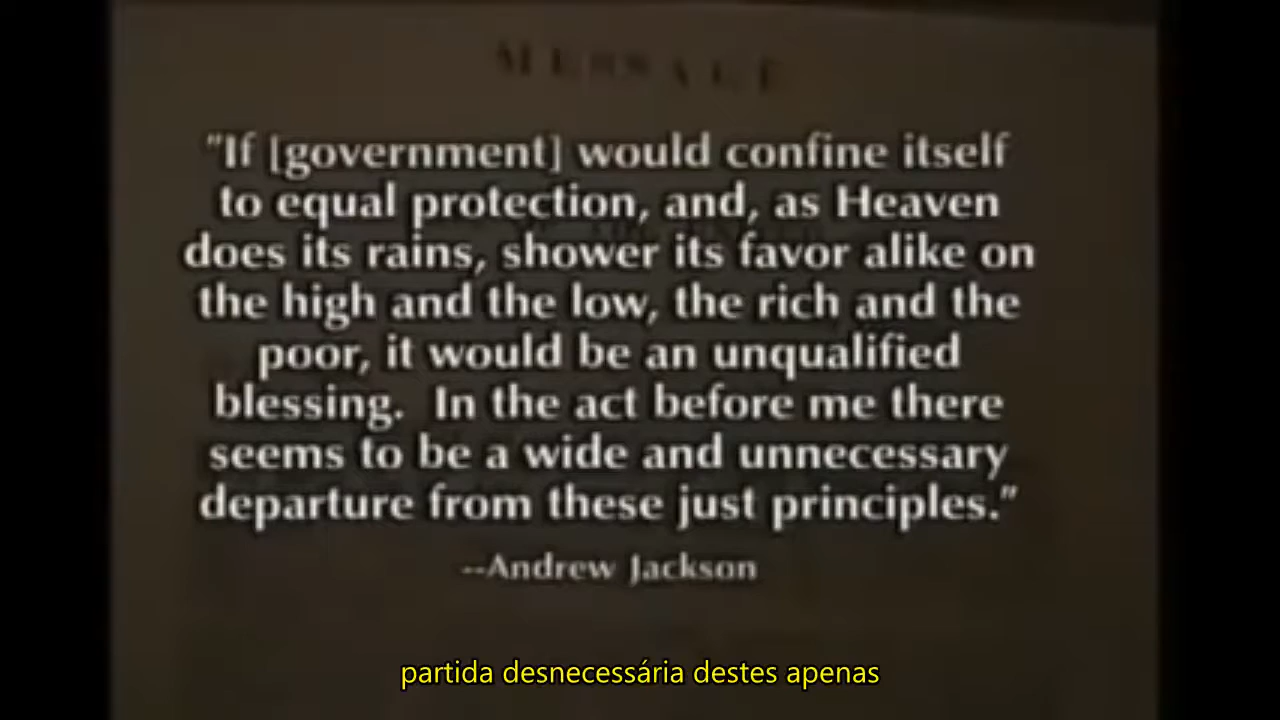 MESSAGE
"If [government] would confine itself
to equal protection, and, as Heaven
does its rains, shower its favor alike on
the high and the low, the rich and the
poor, it would be an unqualified
blessing.  In the act before me there
seems to be a wide and unnecessary
departure from these just principles."
--Andrew Jackson
partida desnecessária destes apenas